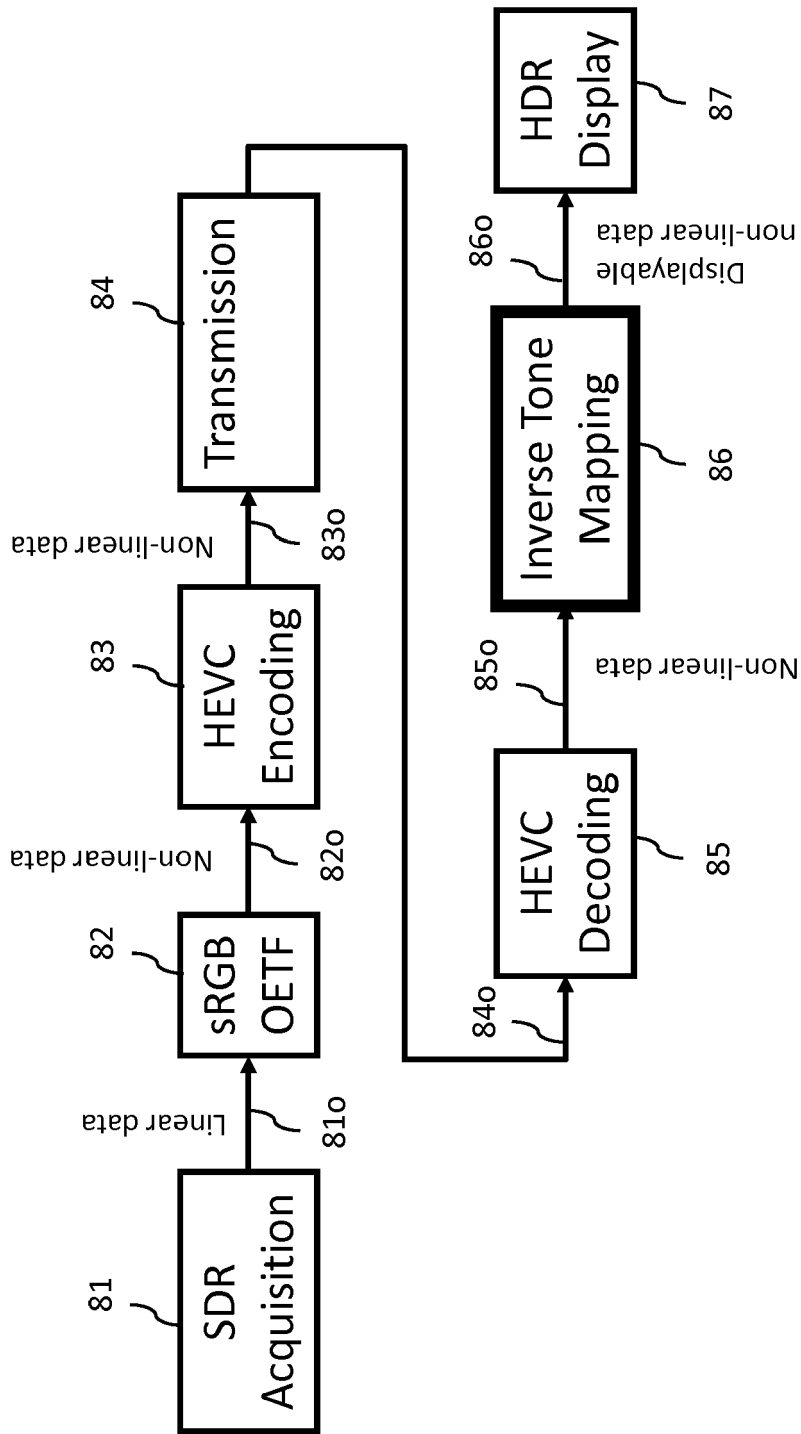 81
SDR
Acquisition
Linear data
81o
82
sRGB
OETF
Non-linear data
82o
83
HEVC
Encoding
Non-linear data
83o
84
Transmission
84o
HEVC
Decoding
85
85o
Non-linear data
Inverse Tone
Mapping
86
86o
Displayable
non-linear data
HDR
Display
87